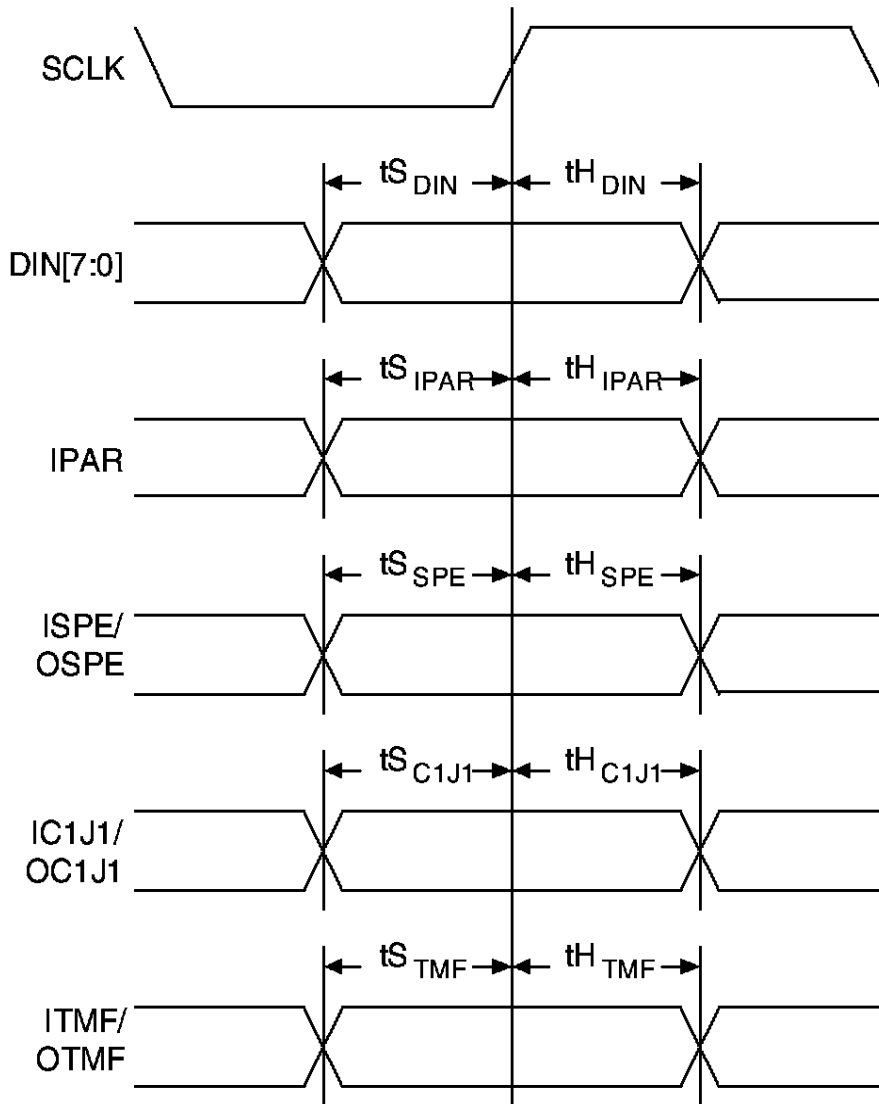 SCLK
tS DIN tH DIN
DIN[7:0]
tS IPAR tH IPAR
IPAR
tS SPE tH SPE
ISPE/
OSPE
tS C1J1 tH C1J1
IC1J1/
OC1J1
tS TMF tH TMF
ITMF/
OTMF